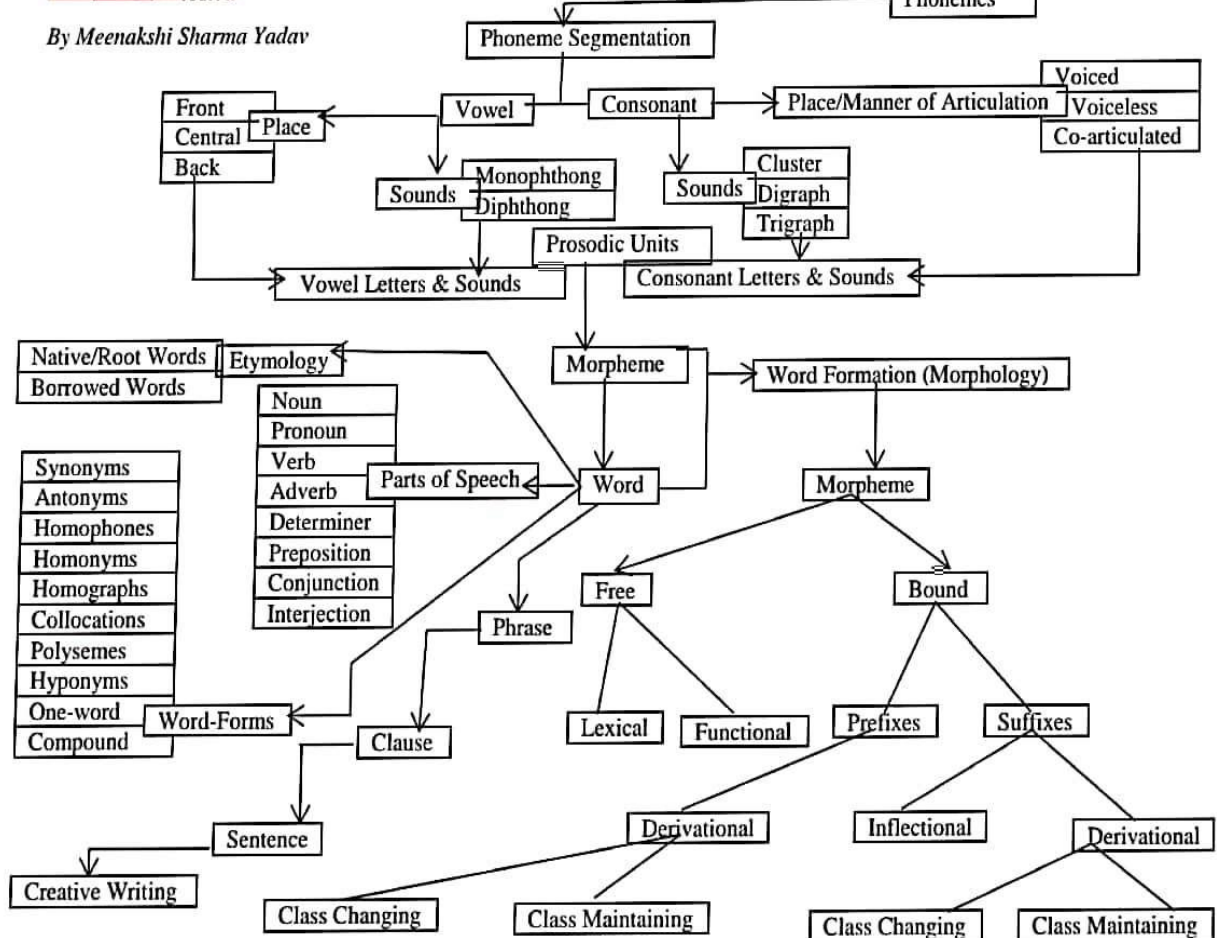 Phonemes
By Meenakshi Sharma Yadav
Phoneme Segmentation
Vowel
Consonant
Place/Manner of Articulation
Voiced
Voiceless
Co-articulated
Front
Central
Back
Place
Sounds
Monophthong
Diphthong
Sounds
Cluster
Digraph
Trigraph
Prosodic Units
Vowel Letters & Sounds
Consonant Letters & Sounds
Native/Root Words
Borrowed Words
Etymology
Morpheme
Word Formation (Morphology)
Noun
Pronoun
Verb
Adverb
Determiner
Preposition
Conjunction
Interjection
Parts of Speech
Word
Morpheme
Synonyms
Antonyms
Homophones
Homonyms
Homographs
Collocations
Polysemes
Hyponyms
One-word
Compound
Word-Forms
Free
Bound
Phrase
Clause
Lexical
Functional
Prefixes
Suffixes
Sentence
Derivational
Inflectional
Derivational
Creative Writing
Class Changing
Class Maintaining
Class Changing
Class Maintaining